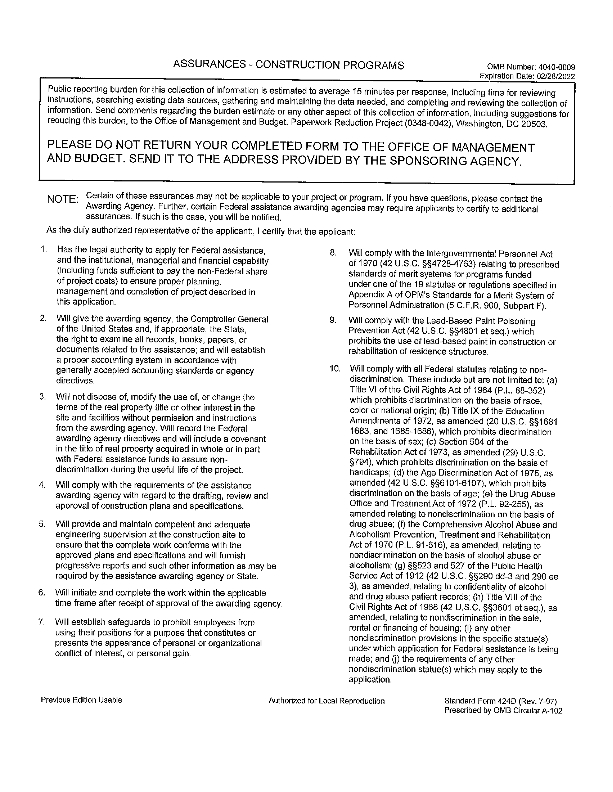 ASSURANCES - CONSTRUCTION PROGRAMS
OMB Number: 4040-0009
Expiration Date: 02/28/2022
Public reporting burden for this collection of information is estimated to average 15 minutes per response, including time for reviewing
instructions, searching existing data sources, gathering and maintaining the data needed, and completing and reviewing the collection of
information. Send comments regarding the burden estimate or any other aspect of this collection of information, including suggestions for
reducing this burden, to the Office of Management and Budget, Paperwork Reduction Project (0348-0042), Washington, DC 20503.
PLEASE DO NOT RETURN YOUR COMPLETED FORM TO THE OFFICE OF MANAGEMENT
AND BUDGET. SEND IT TO THE ADDRESS PROVIDED BY THE SPONSORING AGENCY.
NOTE: Certain of these assurances may not be applicable to your project or program. If you have questions, please contact the
Awarding Agency. Further, certain Federal assistance awarding agencies may require applicants to certify to additional
assurances. If such is the case, you will be notified.
As the duly authorized representative of the applicant:, I certify that the applicant:
1. Has the legal authority to apply for Federal assistance,
and the institutional, managerial and financial capability
(including funds sufficient to pay the non-Federal share
of project costs) to ensure proper planning,
management and completion of project described in
this application.
2. Will give the awarding agency, the Comptroller General
of the United States and, if appropriate, the State,
the right to examine all records, books, papers, or
documents related to the assistance; and will establish
a proper accounting system in accordance with
generally accepted accounting standards or agency
directives.
3. Will not dispose of, modify the use of, or change the
terms of the real property title or other interest in the
site and facilities without permission and instructions
from the awarding agency. Will record the Federal
awarding agency directives and will include a covenant
in the title of real property acquired in whole or in part
with Federal assistance funds to assure non-
discrimination during the useful life of the project.
4. Will comply with the requirements of the assistance
awarding agency with regard to the drafting, review and
approval of construction plans and specifications.
5. Will provide and maintain competent and adequate
engineering supervision at the construction site to
ensure that the complete work conforms with the
approved plans and specifications and will furnish
progressive reports and such other information as may be
required by the assistance awarding agency or State.
6. Will initiate and complete the work within the applicable
time frame after receipt of approval of the awarding agency.
7. Will establish safeguards to prohibit employees from
using their positions for a purpose that constitutes or
presents the appearance of personal or organizational
conflict of interest, or personal gain.
8. Will comply with the Intergovernmental Personnel Act
of 1970 (42 U.S.C. §§4728-4763) relating to prescribed
standards of merit systems for programs funded
under one of the 19 statutes or regulations specified in
Appendix A of OPM's Standards for a Merit System of
Personnel Administration (5 C.F.R. 900, Subpart F).
9. Will comply with the Lead-Based Paint Poisoning
Prevention Act (42 U.S.C. §§4801 et seq.) which
prohibits the use of lead-based paint in construction or
rehabilitation of residence structures.
10. Will comply with all Federal statutes relating to non-
discrimination. These include but are not limited to: (a)
Title VI of the Civil Rights Act of 1964 (P.L. 88-352)
which prohibits discrimination on the basis of race,
color or national origin; (b) Title IX of the Education
Amendments of 1972, as amended (20 U.S.C. §§1681
1683, and 1685-1686), which prohibits discrimination
on the basis of sex; (c) Section 504 of the
Rehabilitation Act of 1973, as amended (29) U.S.C.
§794), which prohibits discrimination on the basis of
handicaps; (d) the Age Discrimination Act of 1975, as
amended (42 U.S.C. §§6101-6107), which prohibits
discrimination on the basis of age; (e) the Drug Abuse
Office and Treatment Act of 1972 (P.L. 92-255), as
amended relating to nondiscrimination on the basis of
drug abuse; (f) the Comprehensive Alcohol Abuse and
Alcoholism Prevention, Treatment and Rehabilitation
Act of 1970 (P.L. 91-616), as amended, relating to
nondiscrimination on the basis of alcohol abuse or
alcoholism; (g) §§523 and 527 of the Public Health
Service Act of 1912 (42 U.S.C. §§290 dd-3 and 290 ee
3), as amended, relating to confidentiality of alcohol
and drug abuse patient records; (h) Title VIII of the
Civil Rights Act of 1968 (42 U.S.C. §§3601 et seq.), as
amended, relating to nondiscrimination in the sale,
rental or financing of housing; (i) any other
nondiscrimination provisions in the specific statue(s)
under which application for Federal assistance is being
made; and (j) the requirements of any other
nondiscrimination statue(s) which may apply to the
application.
Previous Edition Usable
Authorized for Local Reproduction
Standard Form 424D (Rev. 7-97)
Prescribed by OMB Circular A-102